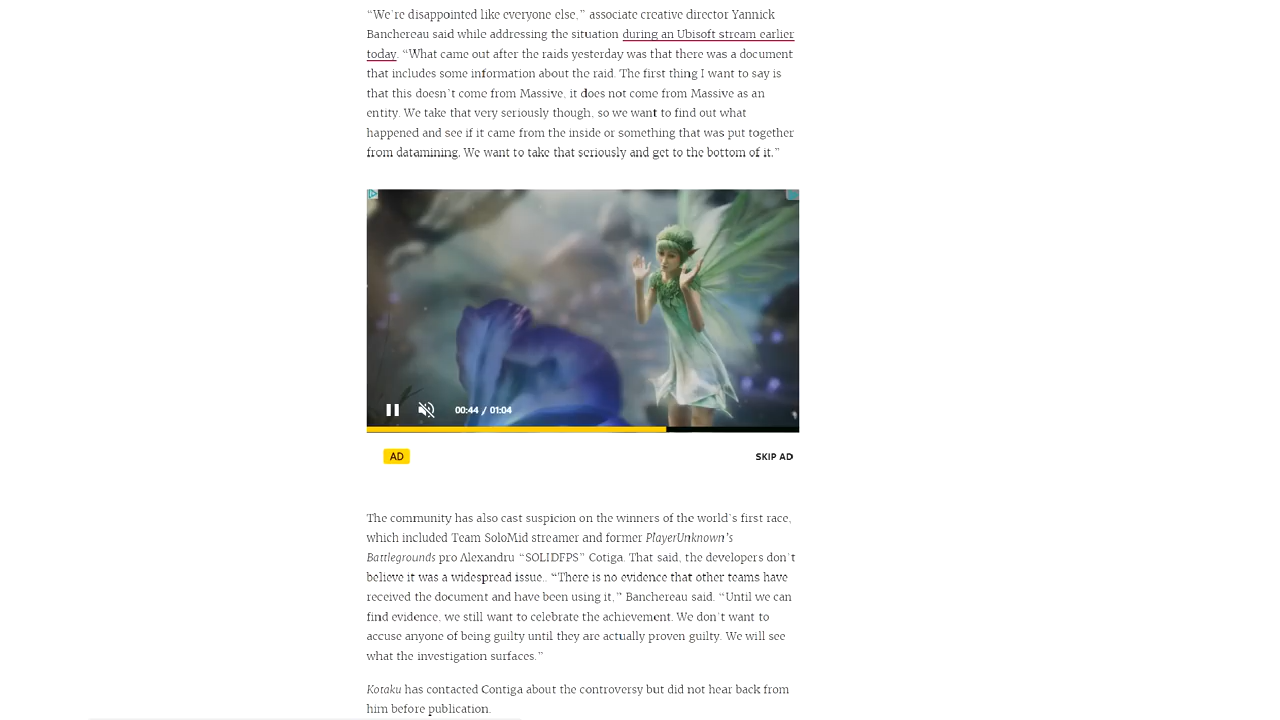 “We’re disappointed like everyone else,” associate creative director Yannick
Banchereau said while addressing the situation during an Ubisoft stream earlier
today. “What came out after the raids yesterday was that there was a document
that includes some information about the raid. The first thing I want to say is
that this doesn’t come from Massive, it does not come from Massive as an
entity. We take that very seriously though, so we want to find out what
happened and see if it came from the inside or something that was put together
from datamining. We want to take that seriously and get to the bottom of it.”
00:44 / 01:04
AD
SKIP AD
The community has also cast suspicion on the winners of the world’s first race,
which included Team SoloMid streamer and former PlayerUnknown’s
Battlegrounds pro Alexandru “SOLIDFPS” Cotiga. That said, the developers don’t
believe it was a widespread issue.. “There is no evidence that other teams have
received the document and have been using it,” Banchereau said. “Until we can
find evidence, we still want to celebrate the achievement. We don’t want to
accuse anyone of being guilty until they are actually proven guilty. We will see
what the investigation surfaces.”
Kotaku has contacted Contiga about the controversy but did not hear back from
him before publication.